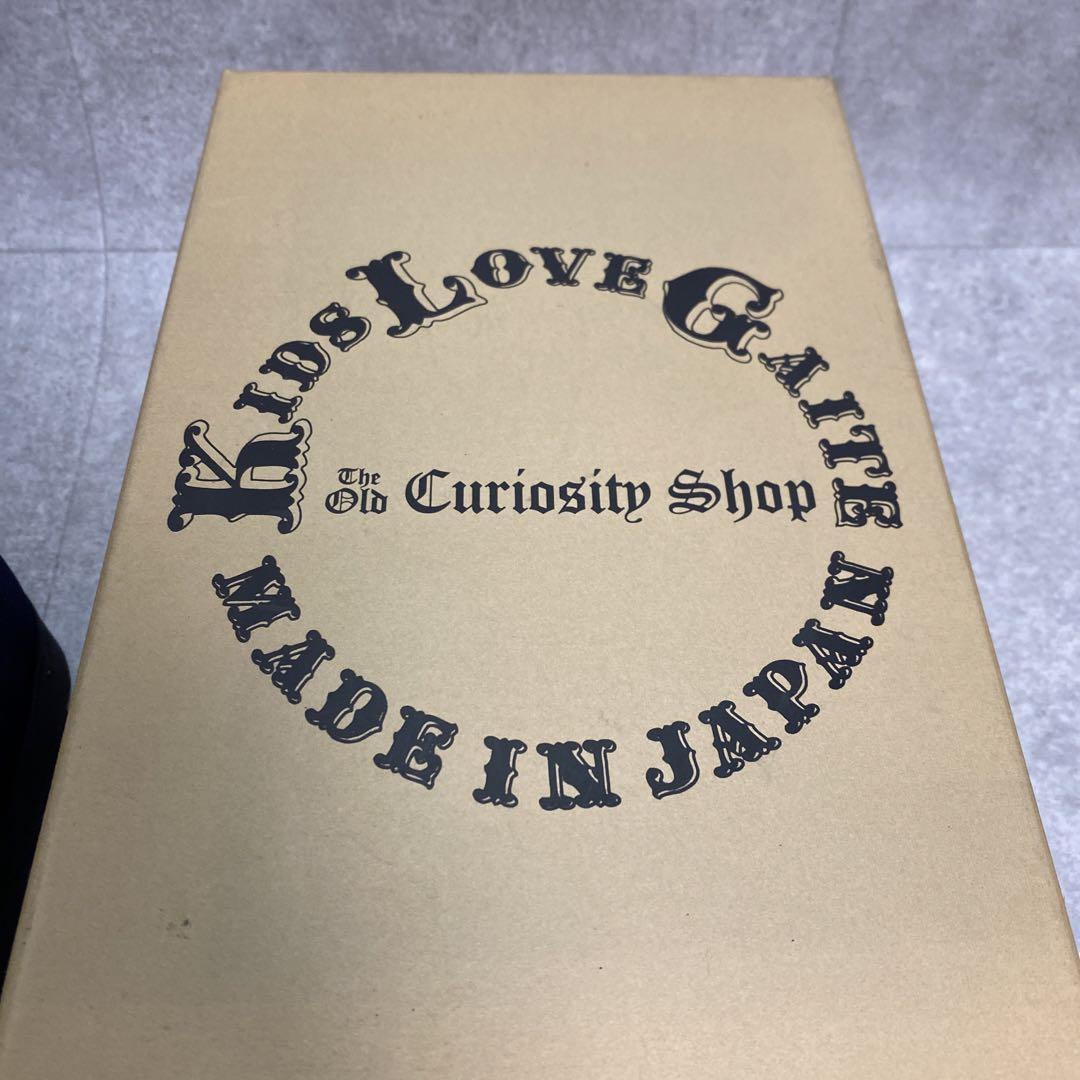 KIDS LOVE GAITE
The
Old Curiosity Shop
MADE IN JAPAN